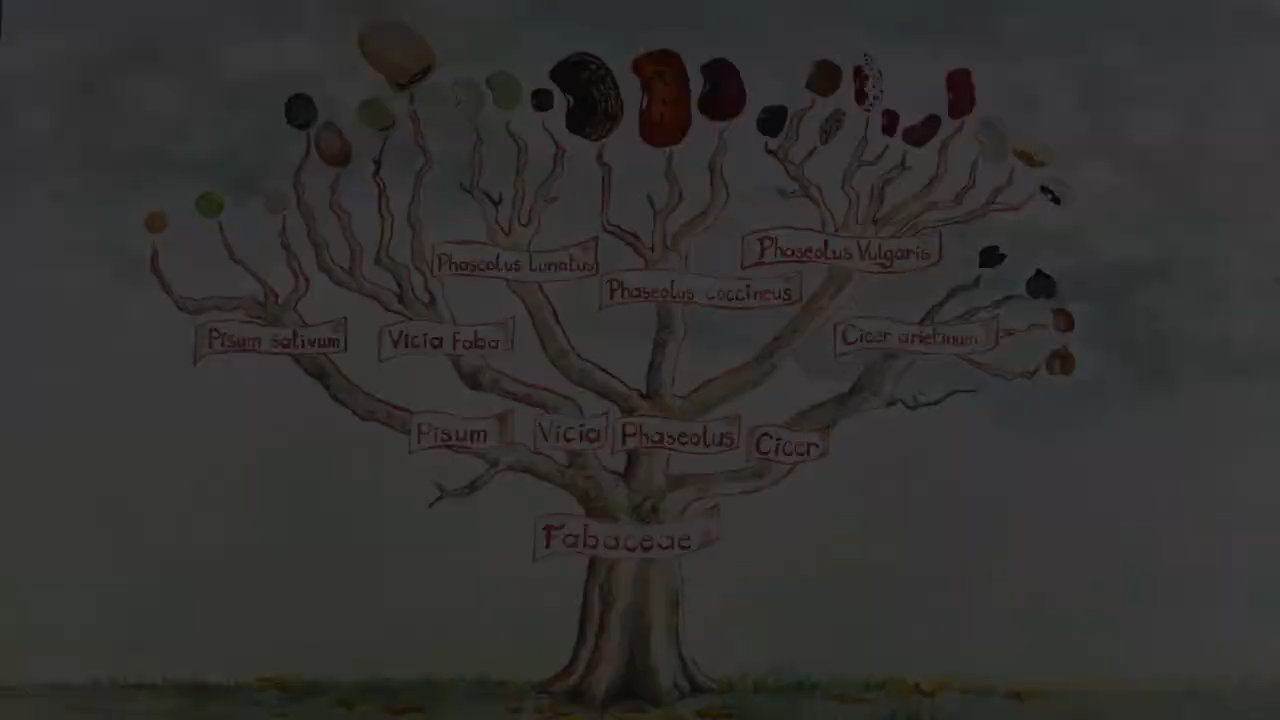 Phaseolus Lunatus
Phaseolus Vulgaris
Phaseolus coccineus
Pisum sativum
Vicia Faba
Cicer arietinum
Pisum
Vicia
Phaseolus
Cicer
Fabaceae